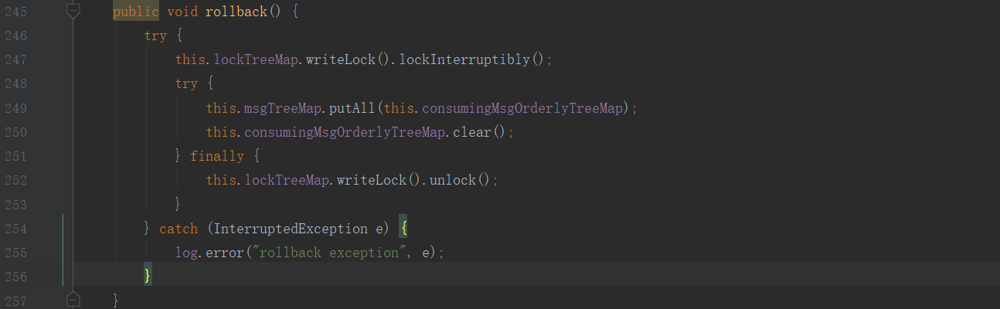 245 public void rollback() {
246 try {
247 this.lockTreeMap.writeLock().lockInterruptibly();
248 try {
249 this.msgTreeMap.putAll(this.consumingMsgOrderlyTreeMap);
250 this.consumingMsgOrderlyTreeMap.clear();
251 } finally {
252 this.lockTreeMap.writeLock().unlock();
253 }
254 } catch (InterruptedException e) {
255 log.error("rollback exception", e);
256 }
257 }